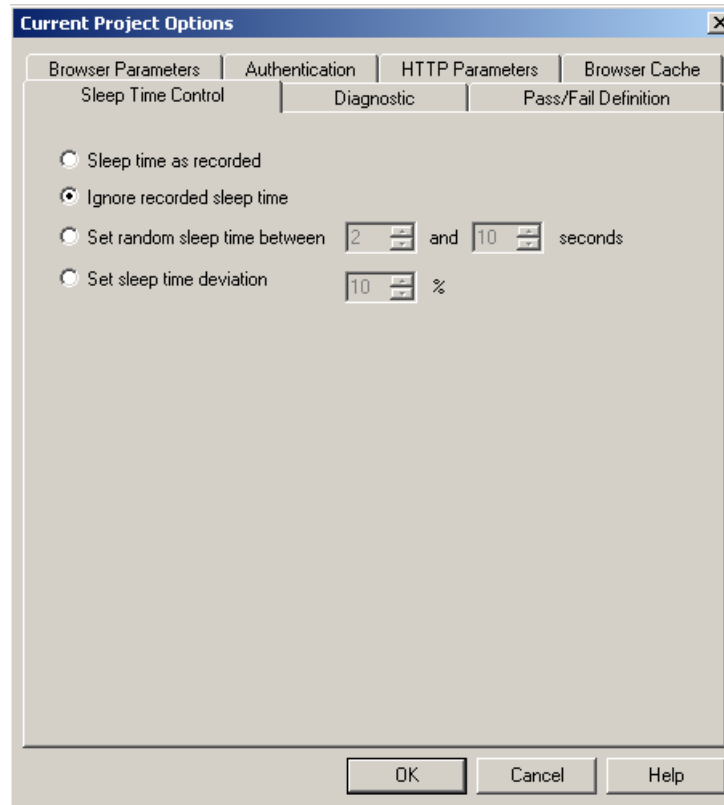 Current Project Options
Browser Parameters Authentication HTTP Parameters Browser Cache
Sleep Time Control Diagnostic Pass/Fail Definition
Sleep time as recorded
Ignore recorded sleep time
Set random sleep time between 2 and 10 seconds
Set sleep time deviation 10 %
OK Cancel Help